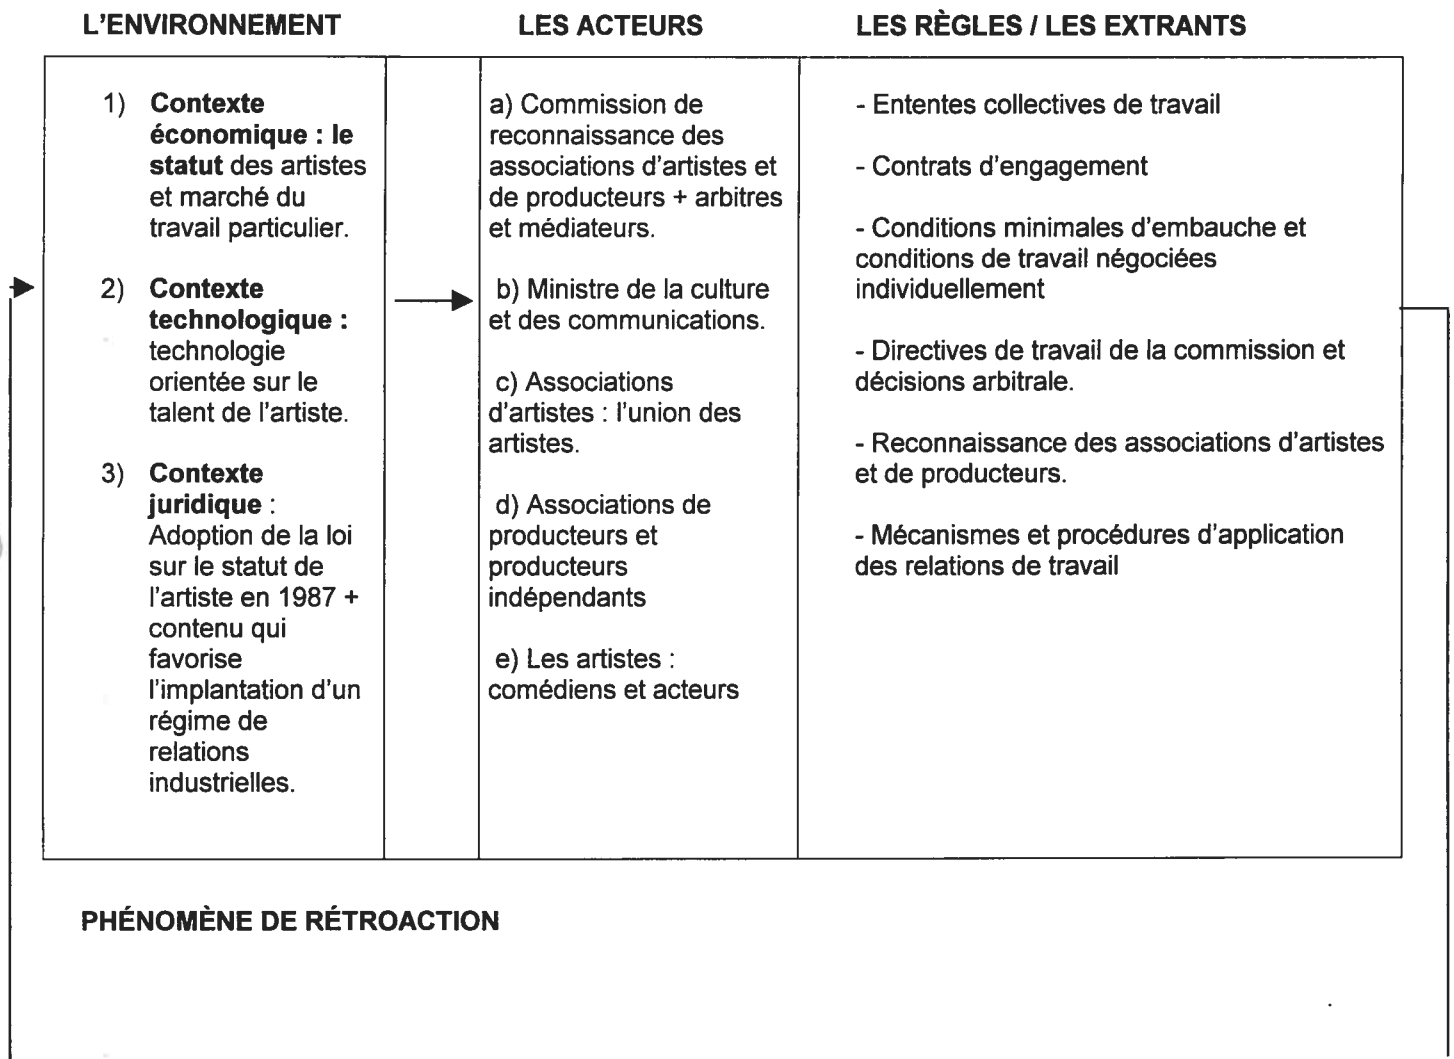 L'ENVIRONNEMENT
LES ACTEURS
LES RÈGLES / LES EXTRANTS
1) Contexte
économique : le
statut des artistes
et marché du
travail particulier.
2) Contexte
technologique :
technologie
orientée sur le
talent de l'artiste.
3) Contexte
juridique :
Adoption de la loi
sur le statut de
l'artiste en 1987 +
contenu qui
favorise
l'implantation d'un
régime de
relations
industrielles.
a) Commission de
reconnaissance des
associations d'artistes et
de producteurs + arbitres
et médiateurs.
b) Ministre de la culture
et des communications.
c) Associations
d'artistes : l'union des
artistes.
d) Associations de
producteurs et
producteurs
indépendants
e) Les artistes :
comédiens et acteurs
- Ententes collectives de travail
- Contrats d'engagement
- Conditions minimales d'embauche et
conditions de travail négociées
individuellement
- Directives de travail de la commission et
décisions arbitrale.
- Reconnaissance des associations d'artistes
et de producteurs.
- Mécanismes et procédures d'application
des relations de travail
PHÉNOMÈNE DE RÉTROACTION